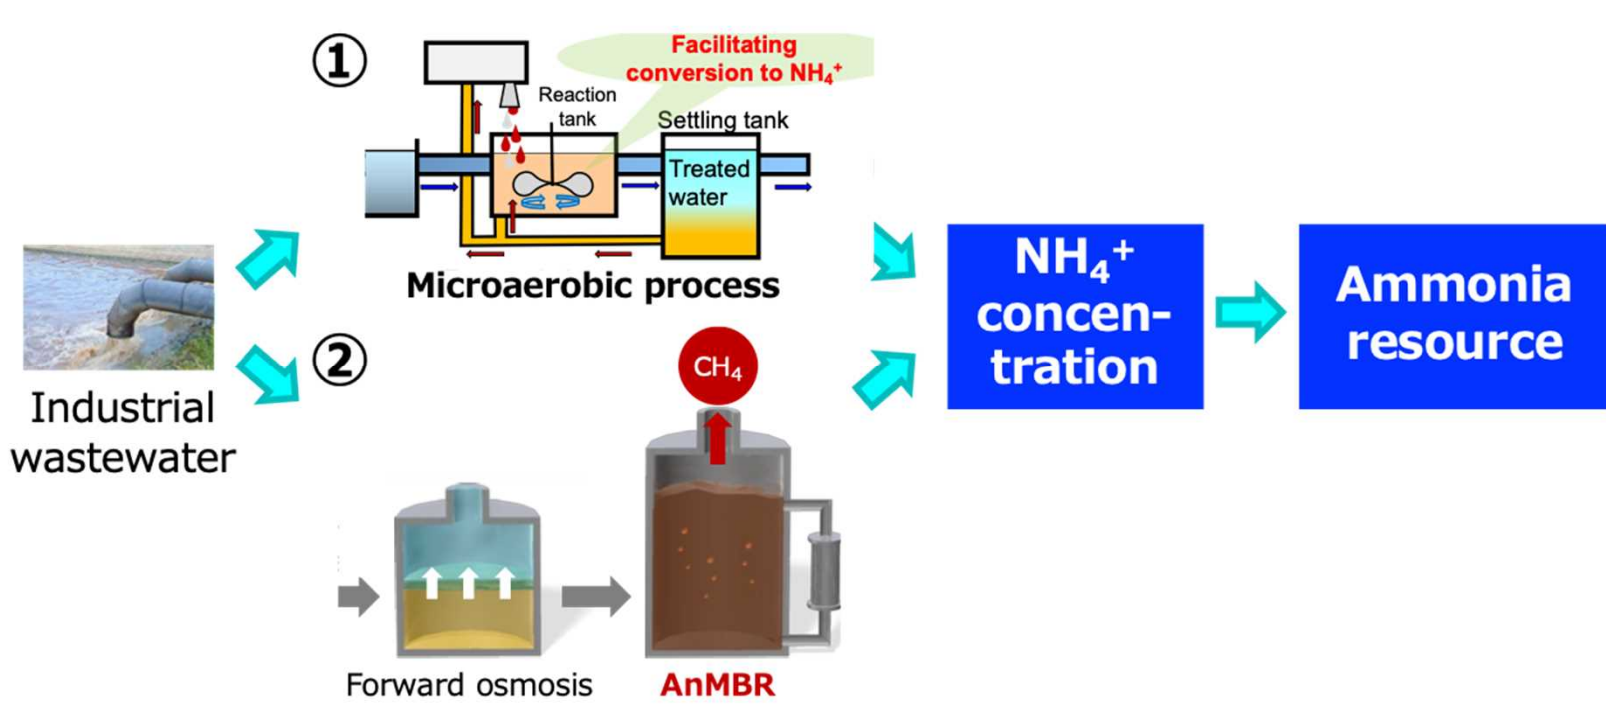 ①
Facilitating
conversion to NH₄⁺
Reaction
tank
Settling tank
Treated
water
Microaerobic process
Industrial
wastewater
②
CH₄
Forward osmosis
AnMBR
NH₄⁺
concen-
tration
Ammonia
resource